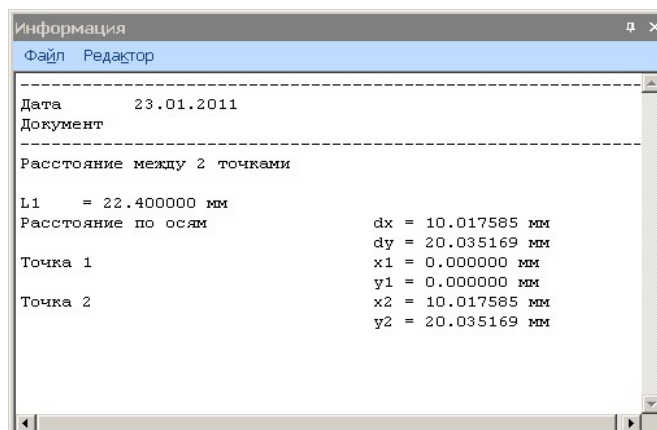 Информация
Файл Редактор
Дата 23.01.2011
Документ
Расстояние между 2 точками
L1 = 22.400000 мм
Расстояние по осям dx = 10.017585 мм
dy = 20.035169 мм
Точка 1 x1 = 0.000000 мм
y1 = 0.000000 мм
Точка 2 x2 = 10.017585 мм
y2 = 20.035169 мм